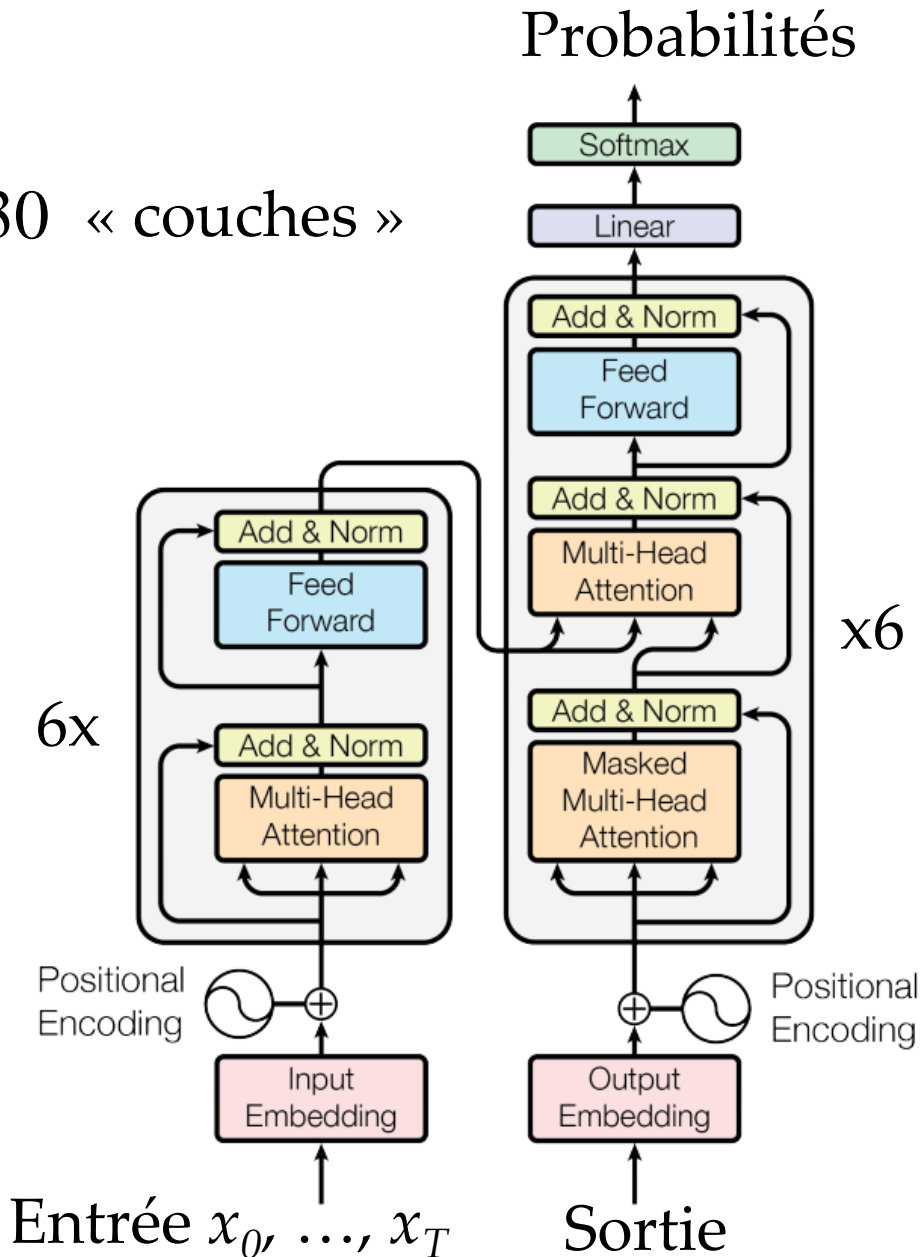 Probabilités
Softmax
30 « couches »
Linear
Add & Norm
Feed
Forward
Add & Norm
Multi-Head
Attention
x6
Add & Norm
Masked
Multi-Head
Attention
Add & Norm
Feed
Forward
6x
Add & Norm
Multi-Head
Attention
Positional
Encoding
Positional
Encoding
Input
Embedding
Output
Embedding
Entrée x0, …, xT
Sortie